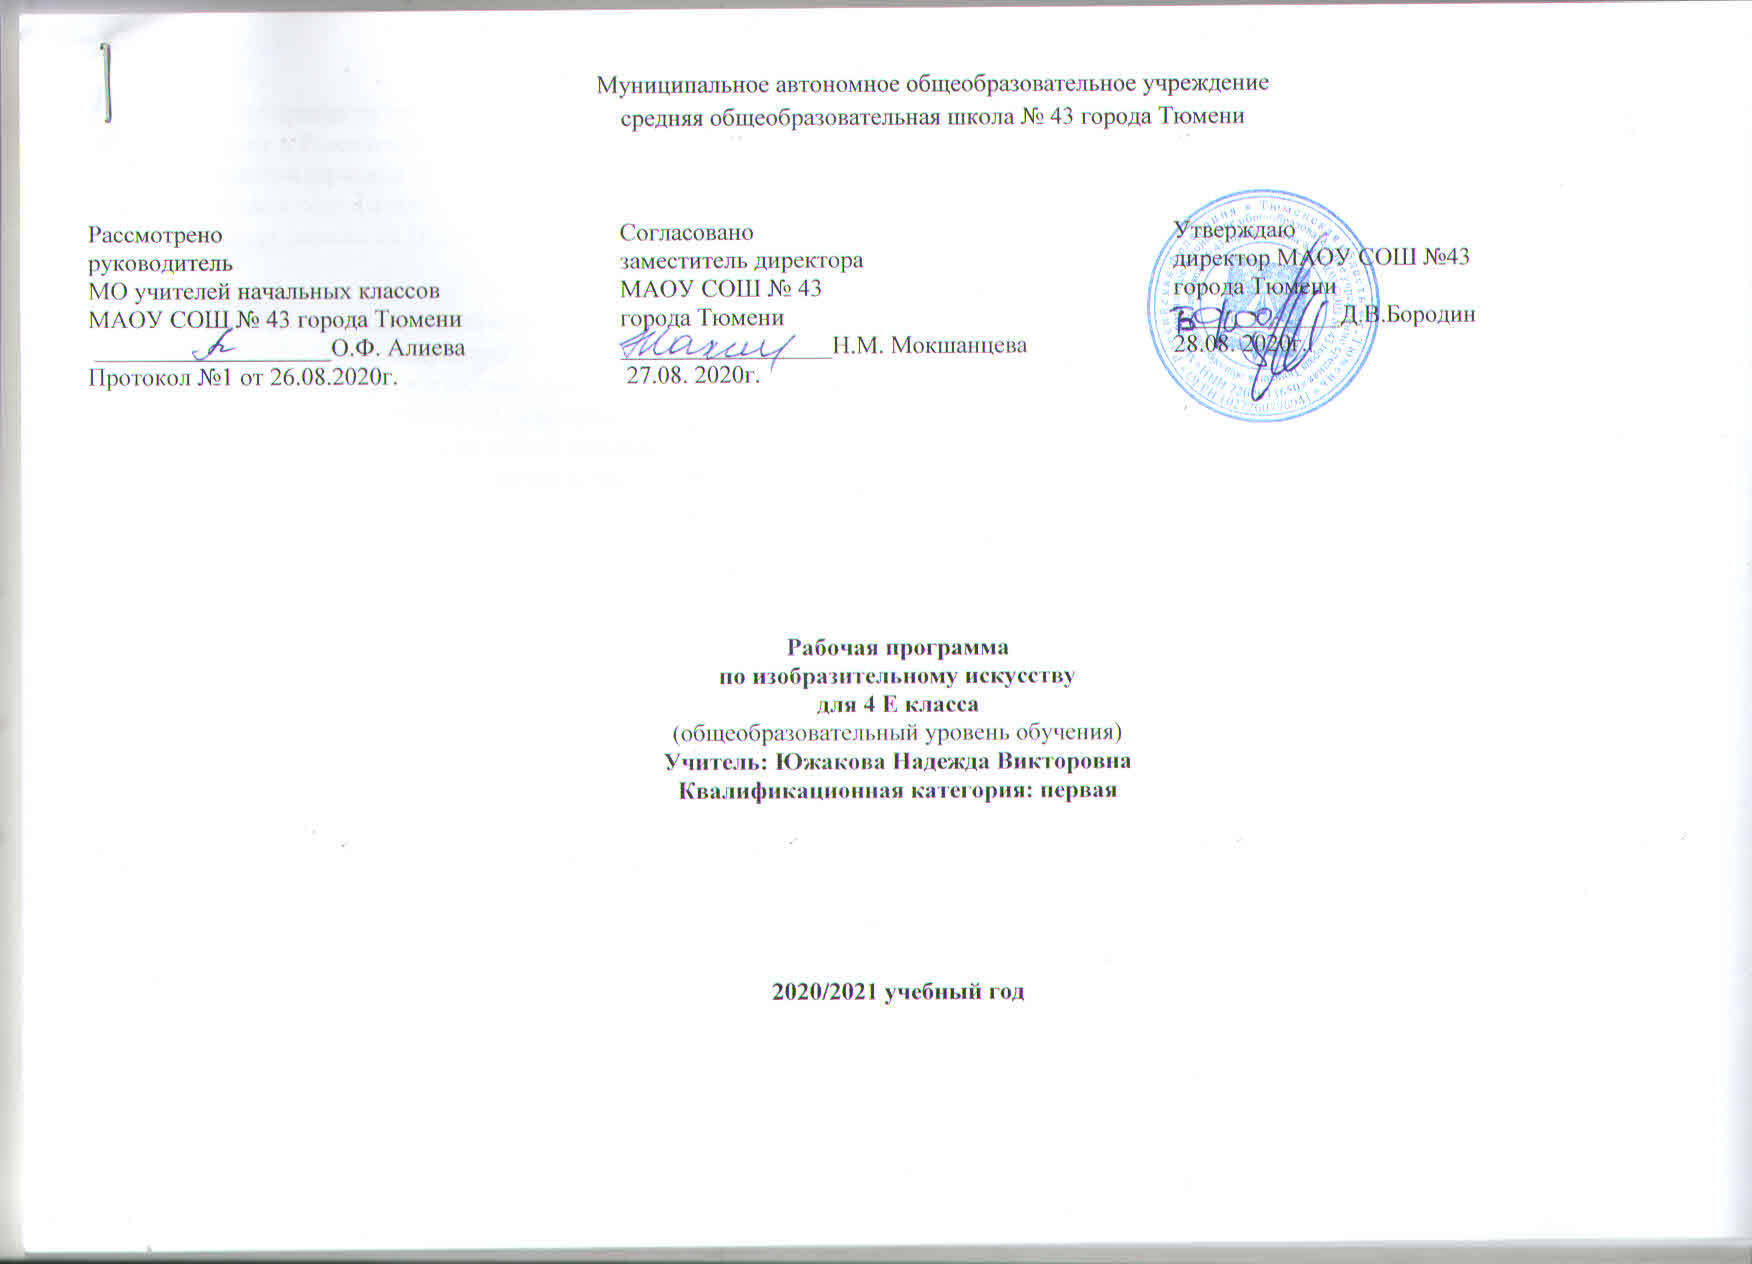 Муниципальное автономное общеобразовательное учреждение
средняя общеобразовательная школа № 43 города Тюмени
Рассмотрено
руководитель
МО учителей начальных классов
МАОУ СОШ № 43 города Тюмени
___________________О.Ф. Алиева
Протокол №1 от 26.08.2020г.
Согласовано
заместитель директора
МАОУ СОШ № 43
города Тюмени
_________________Н.М. Мокшанцева
27.08. 2020г.
Утверждаю
директор МАОУ СОШ №43
города Тюмени
_____________Д.В.Бородин
28.08. 2020г.
Рабочая программа
по изобразительному искусству
для 4 Е класса
(общеобразовательный уровень обучения)
Учитель: Южакова Надежда Викторовна
Квалификационная категория: первая
2020/2021 учебный год